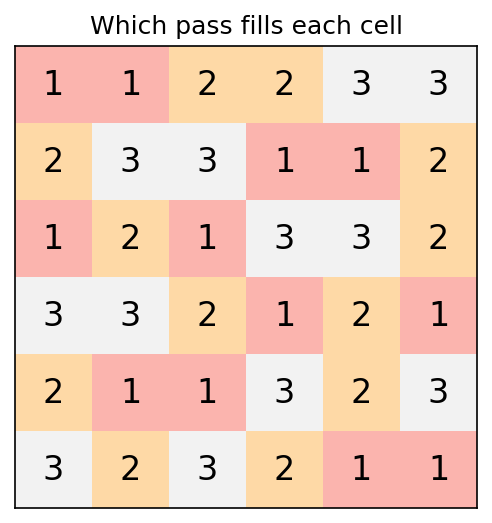 Which pass fills each cell
1 1 2 2 3 3
2 3 3 1 1 2
1 2 1 3 3 2
3 3 2 1 2 1
2 1 1 3 2 3
3 2 3 2 1 1